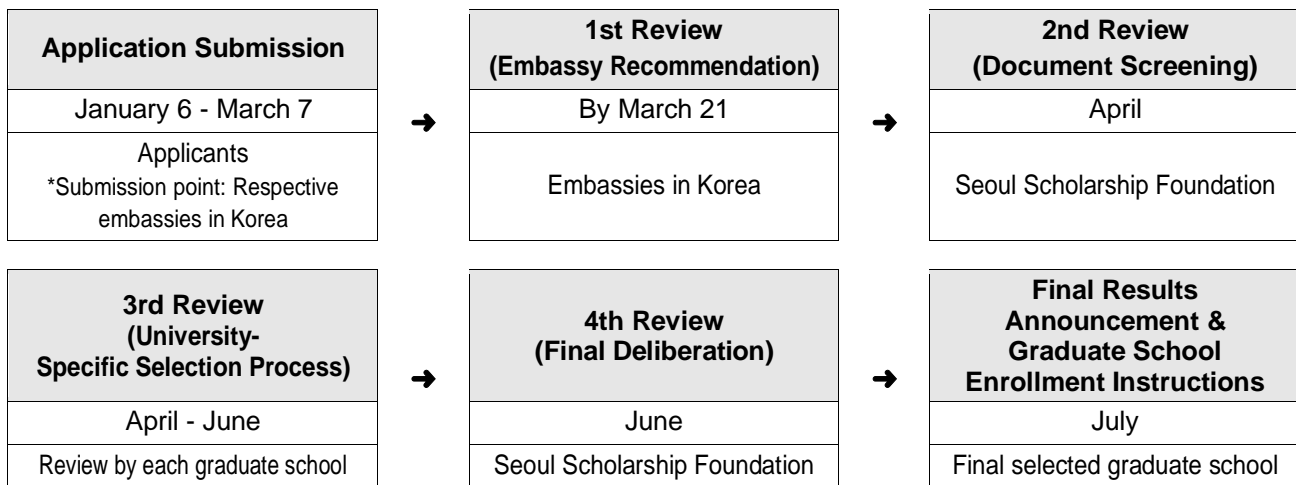 Application Submission
January 6 - March 7
Applicants
*Submission point: Respective
embassies in Korea
➜
1st Review
(Embassy Recommendation)
By March 21
Embassies in Korea
➜
2nd Review
(Document Screening)
April
Seoul Scholarship Foundation
3rd Review
(University-
Specific Selection Process)
April - June
Review by each graduate school
➜
4th Review
(Final Deliberation)
June
Seoul Scholarship Foundation
➜
Final Results
Announcement &
Graduate School
Enrollment Instructions
July
Final selected graduate school